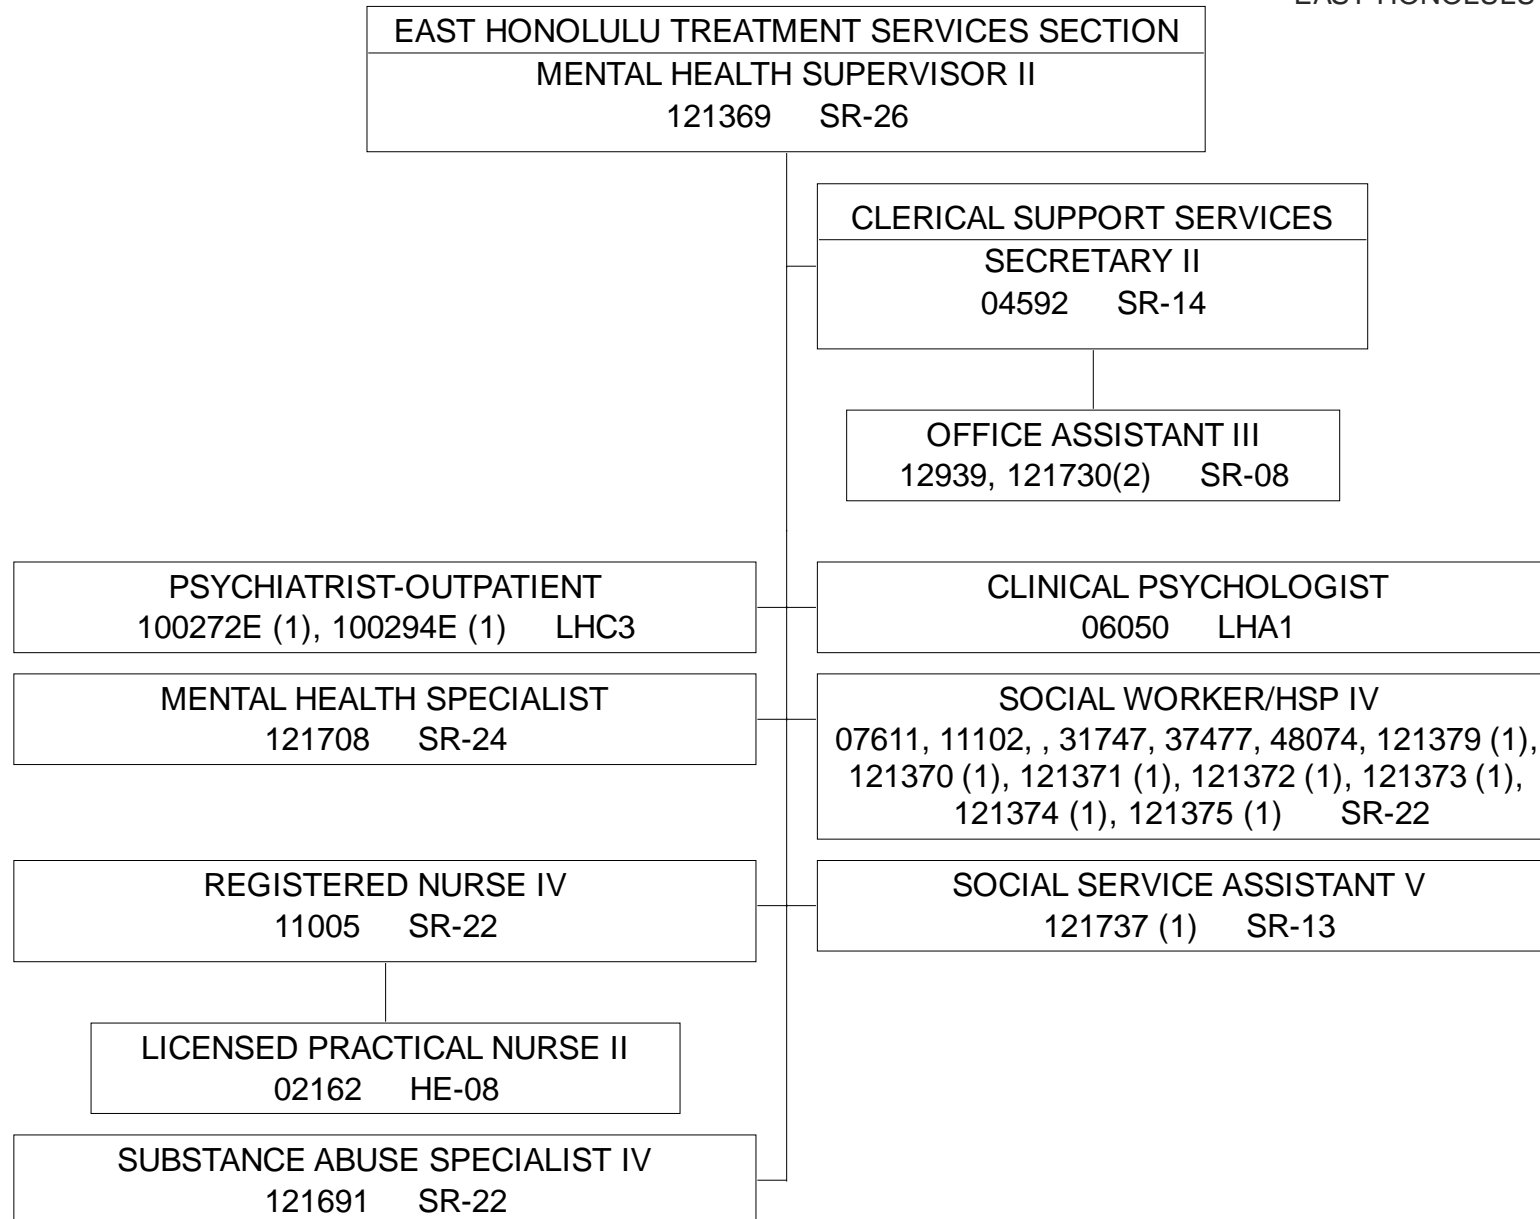 EAST HONOLULU
EAST HONOLULU TREATMENT SERVICES SECTION
MENTAL HEALTH SUPERVISOR II
121369 SR-26
CLERICAL SUPPORT SERVICES
SECRETARY II
04592 SR-14
OFFICE ASSISTANT III
12939, 121730(2) SR-08
PSYCHIATRIST-OUTPATIENT
100272E (1), 100294E (1) LHC3
CLINICAL PSYCHOLOGIST
06050 LHA1
MENTAL HEALTH SPECIALIST
121708 SR-24
SOCIAL WORKER/HSP IV
07611, 11102, , 31747, 37477, 48074, 121379 (1),
121370 (1), 121371 (1), 121372 (1), 121373 (1),
121374 (1), 121375 (1) SR-22
REGISTERED NURSE IV
11005 SR-22
SOCIAL SERVICE ASSISTANT V
121737 (1) SR-13
LICENSED PRACTICAL NURSE II
02162 HE-08
SUBSTANCE ABUSE SPECIALIST IV
121691 SR-22